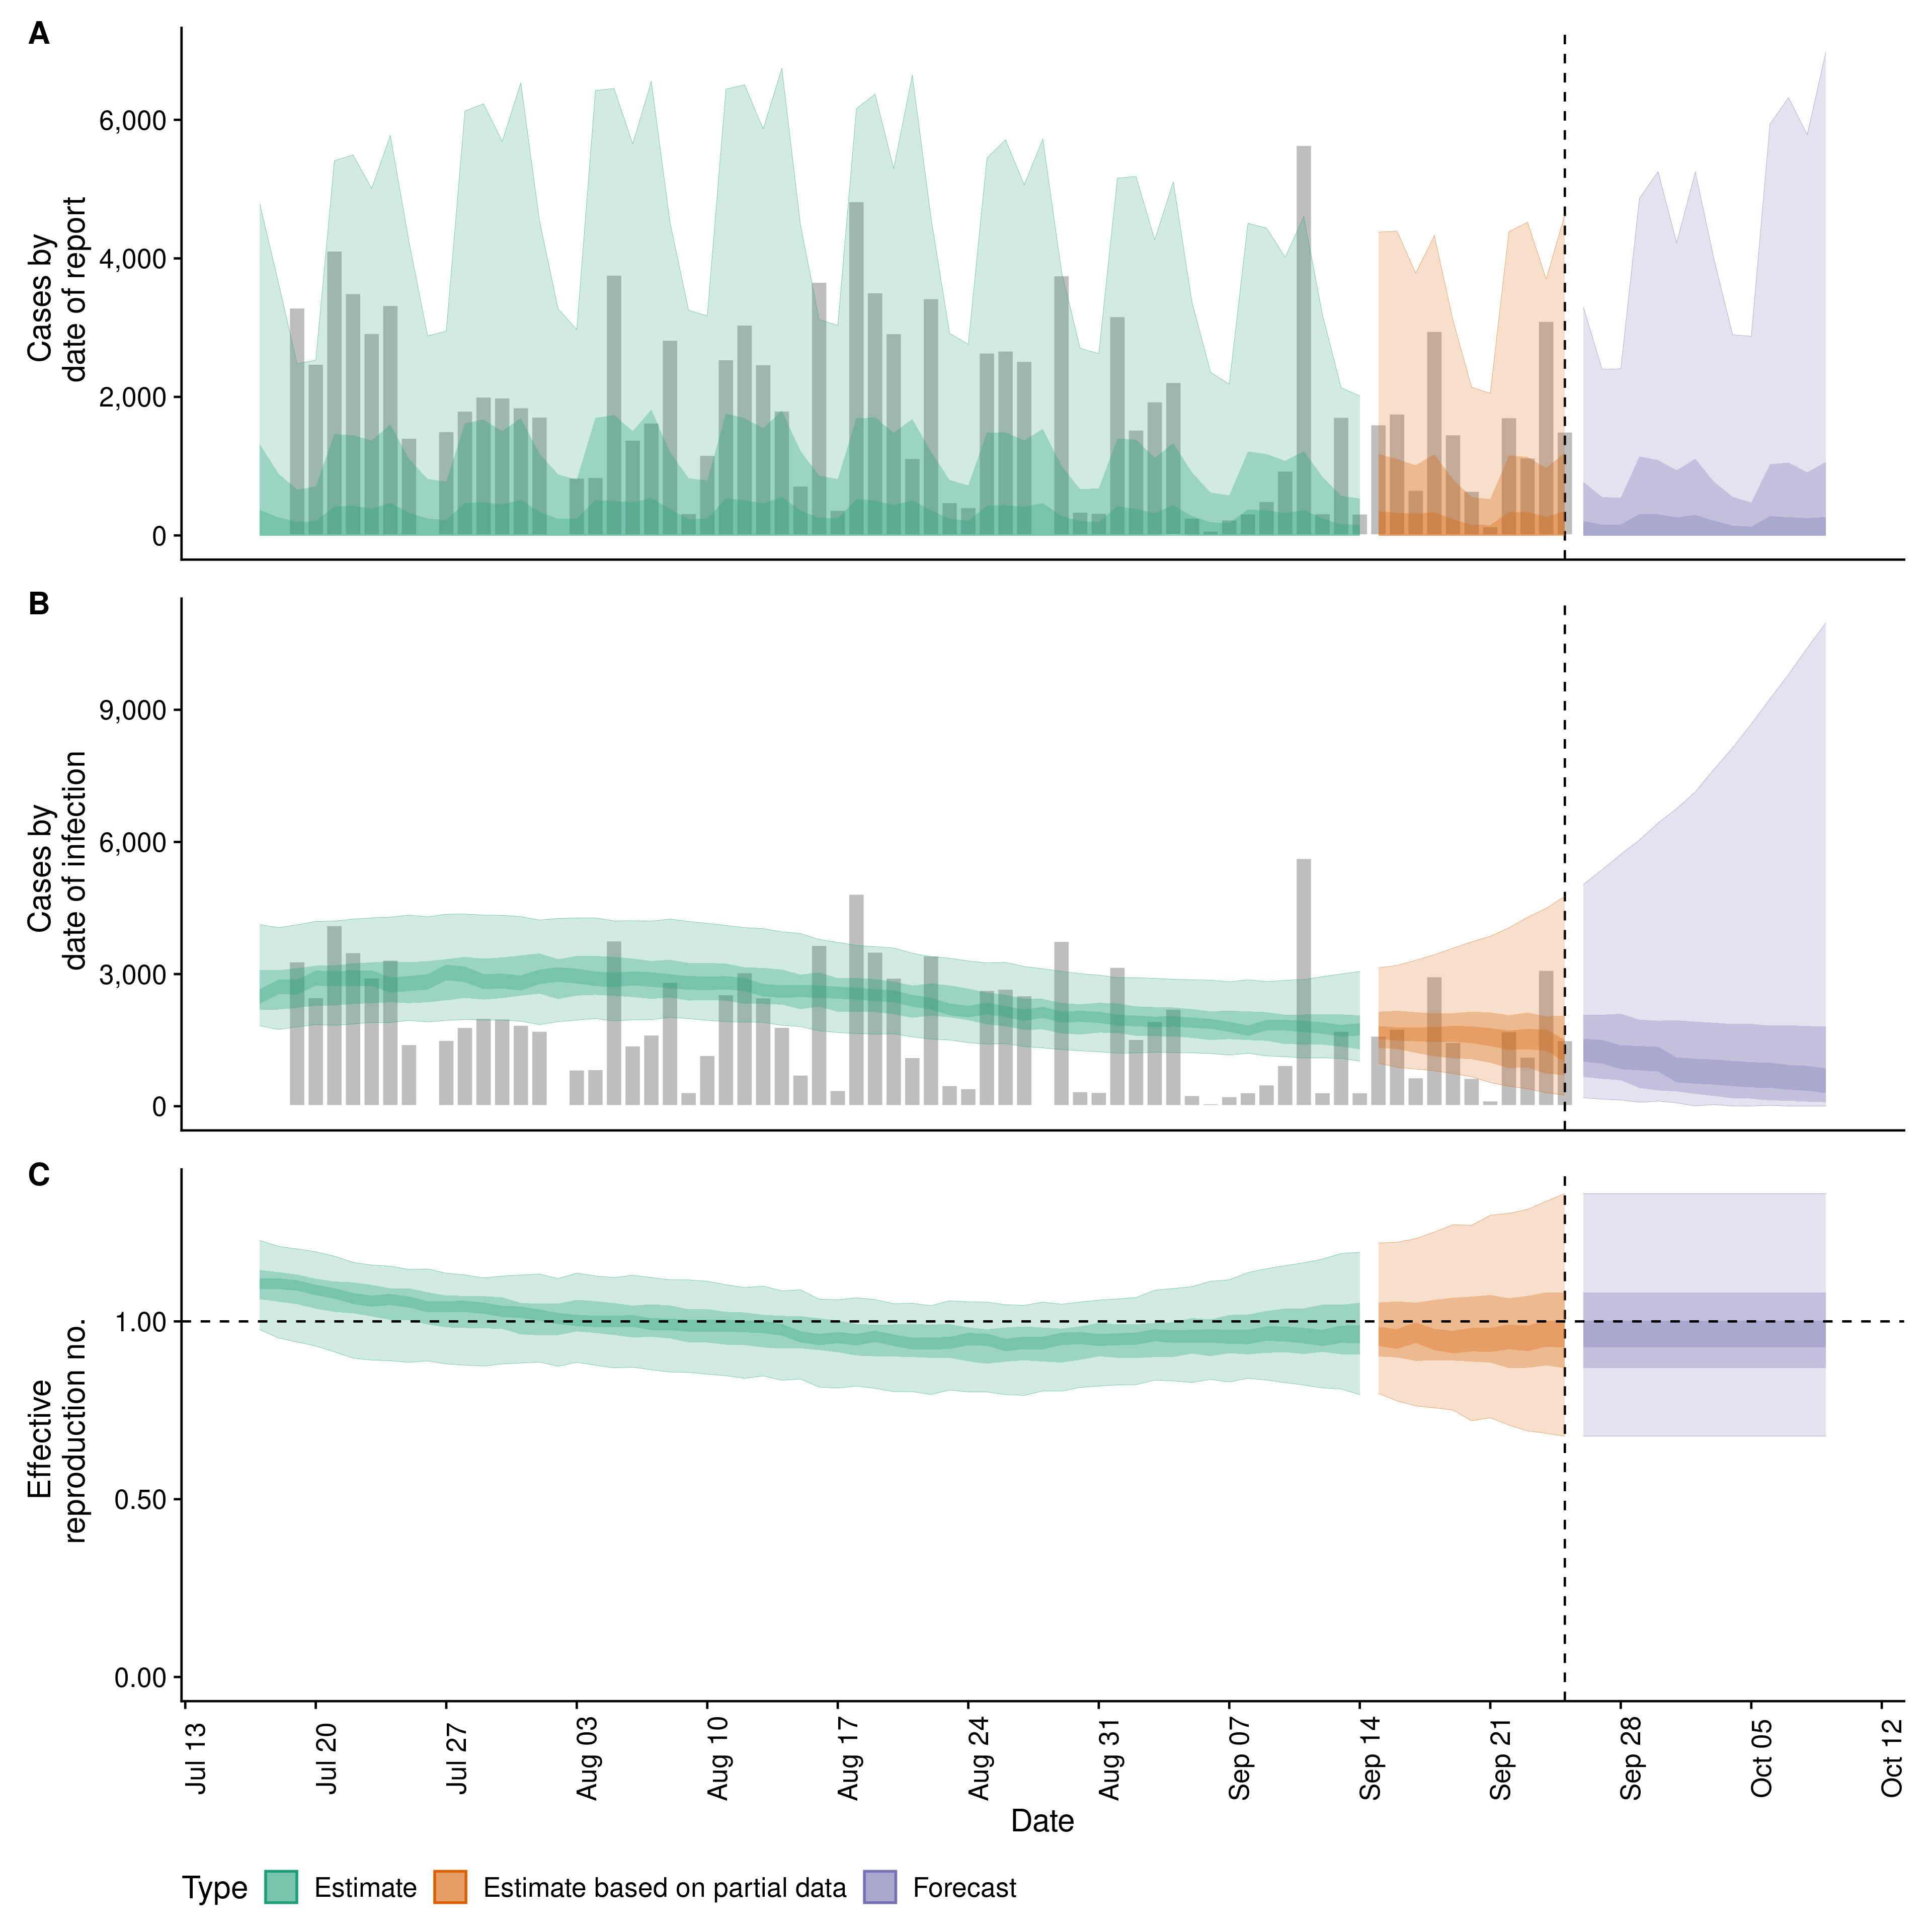 A
Cases by
date of report
6,000
4,000
2,000
0
B
Cases by
date of infection
9,000
6,000
3,000
0
C
Effective
reproduction no.
1.00
0.50
0.00
Jul 13
Jul 20
Jul 27
Aug 03
Aug 10
Aug 17
Aug 24
Aug 31
Sep 07
Sep 14
Sep 21
Sep 28
Oct 05
Oct 12
Date
Type Estimate Estimate based on partial data Forecast